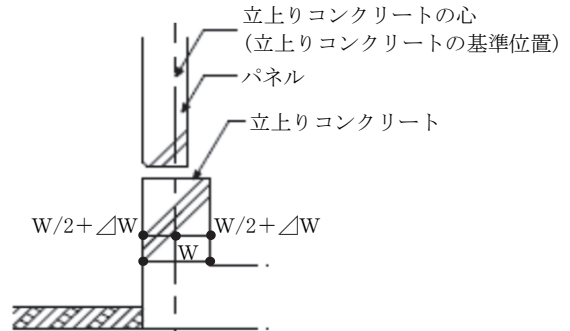 立上りコンクリートの心
(立上りコンクリートの基準位置)
パネル
立上りコンクリート
W/2+⊿W
W/2+⊿W
W